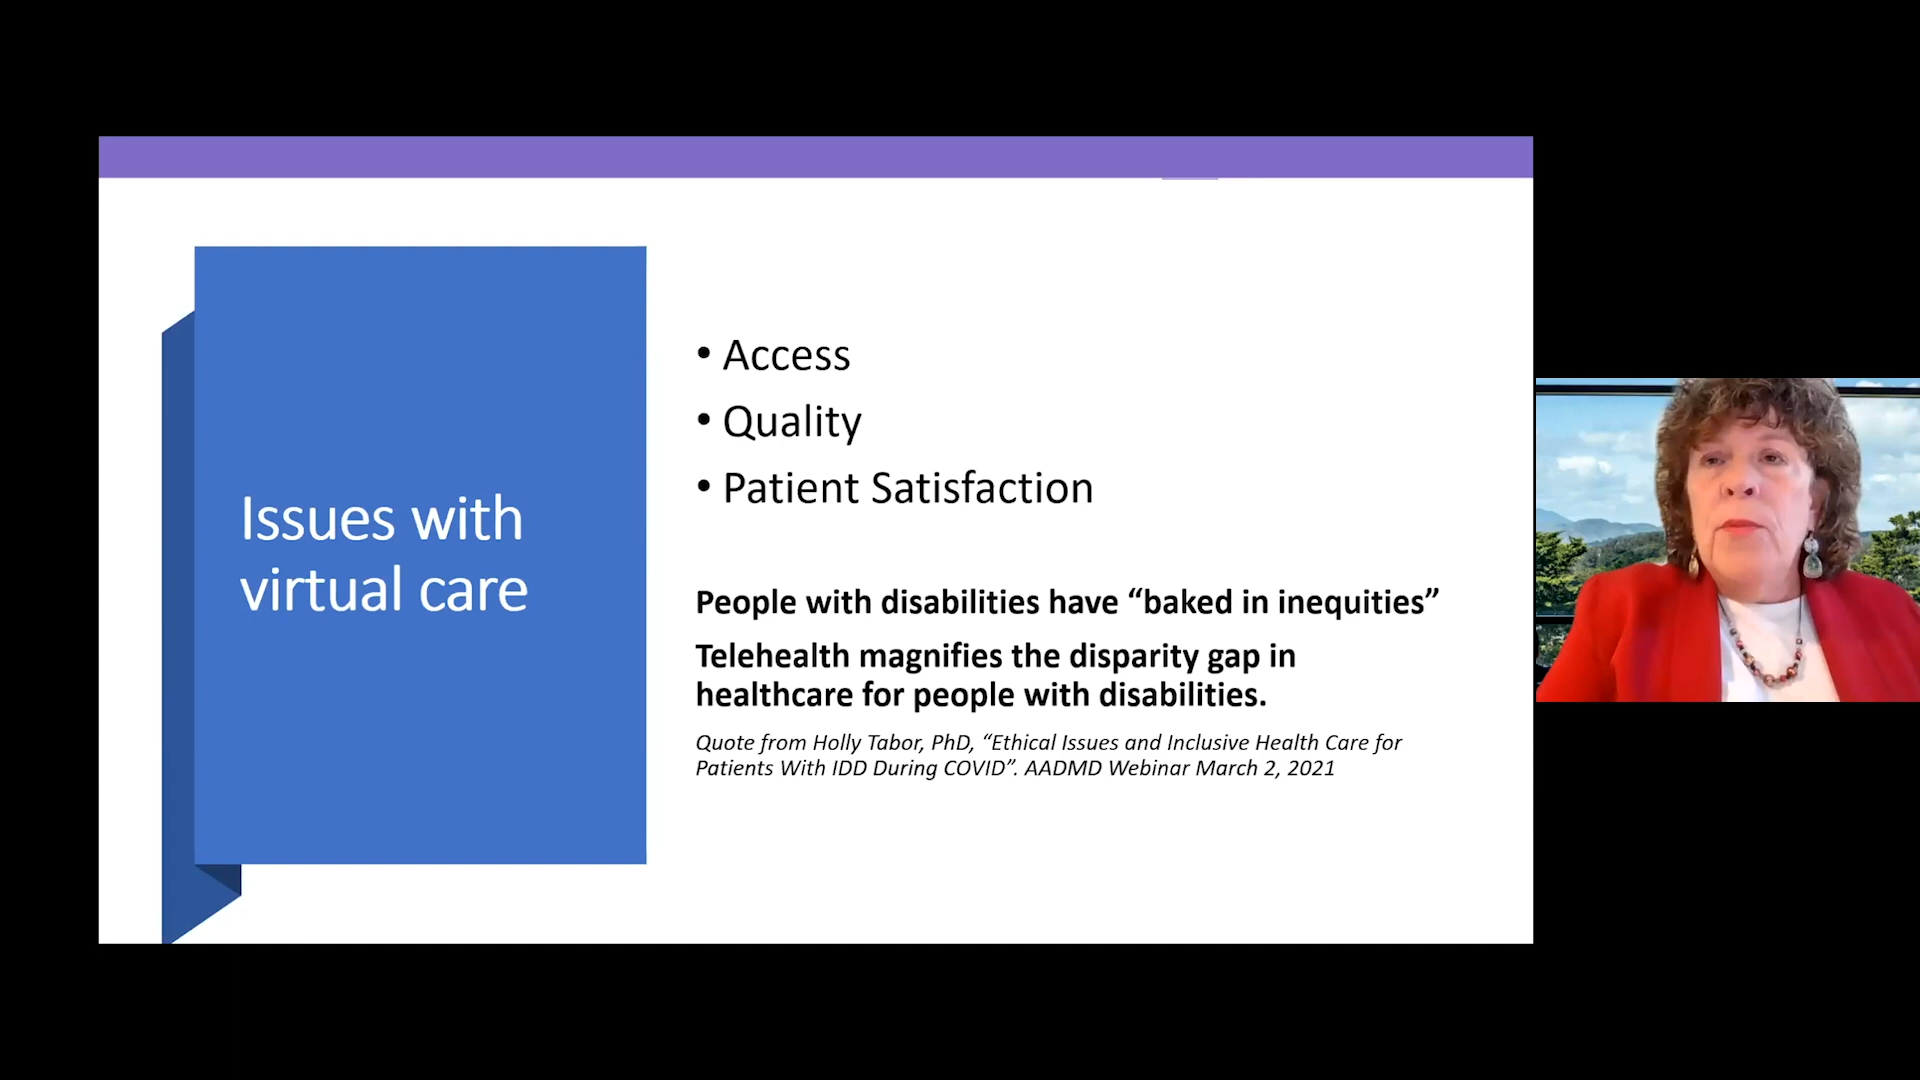 Issues with
virtual care
• Access
• Quality
• Patient Satisfaction
People with disabilities have “baked in inequities”
Telehealth magnifies the disparity gap in
healthcare for people with disabilities.
Quote from Holly Tabor, PhD, “Ethical Issues and Inclusive Health Care for
Patients With IDD During COVID”. AADMD Webinar March 2, 2021